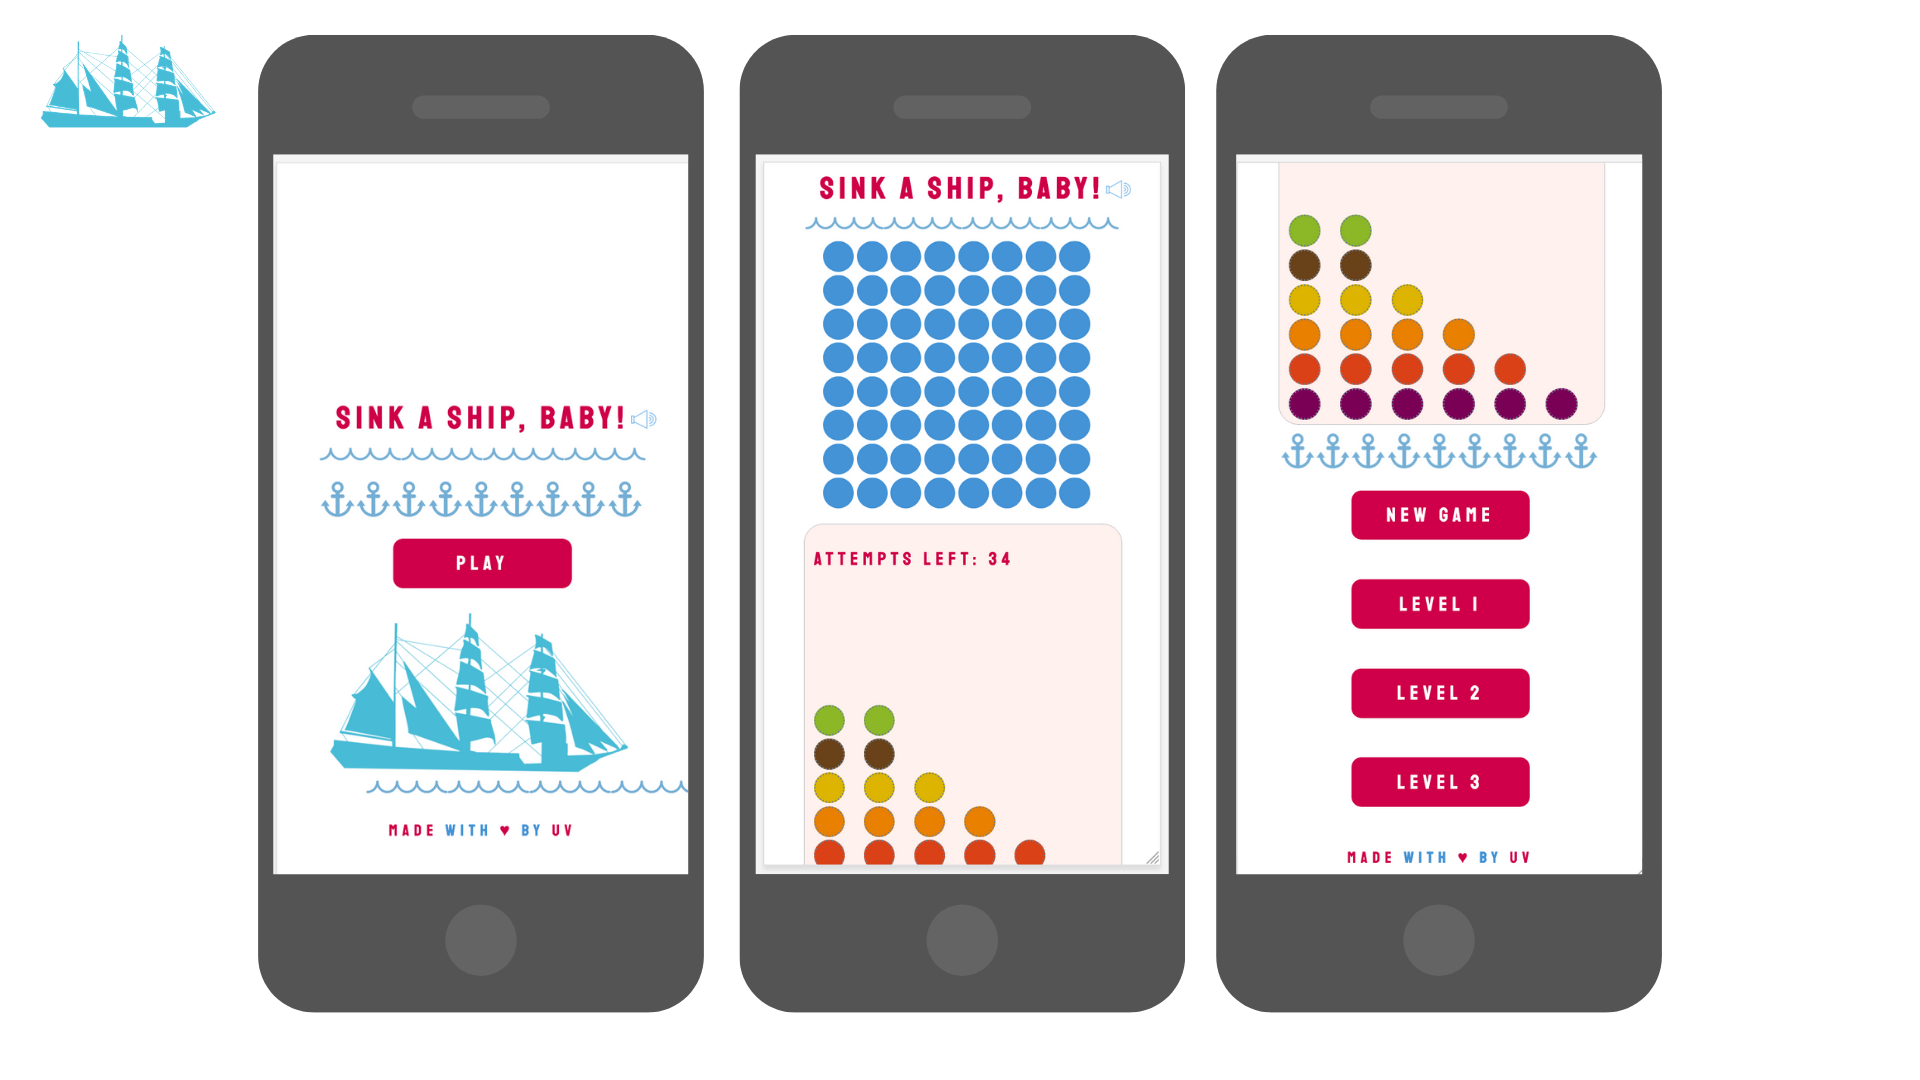 SINK A SHIP, BABY!
PLAY
MADE WITH ♥ BY UV
SINK A SHIP, BABY!
ATTEMPTS LEFT: 34
NEW GAME
LEVEL 1
LEVEL 2
LEVEL 3
MADE WITH ♥ BY UV